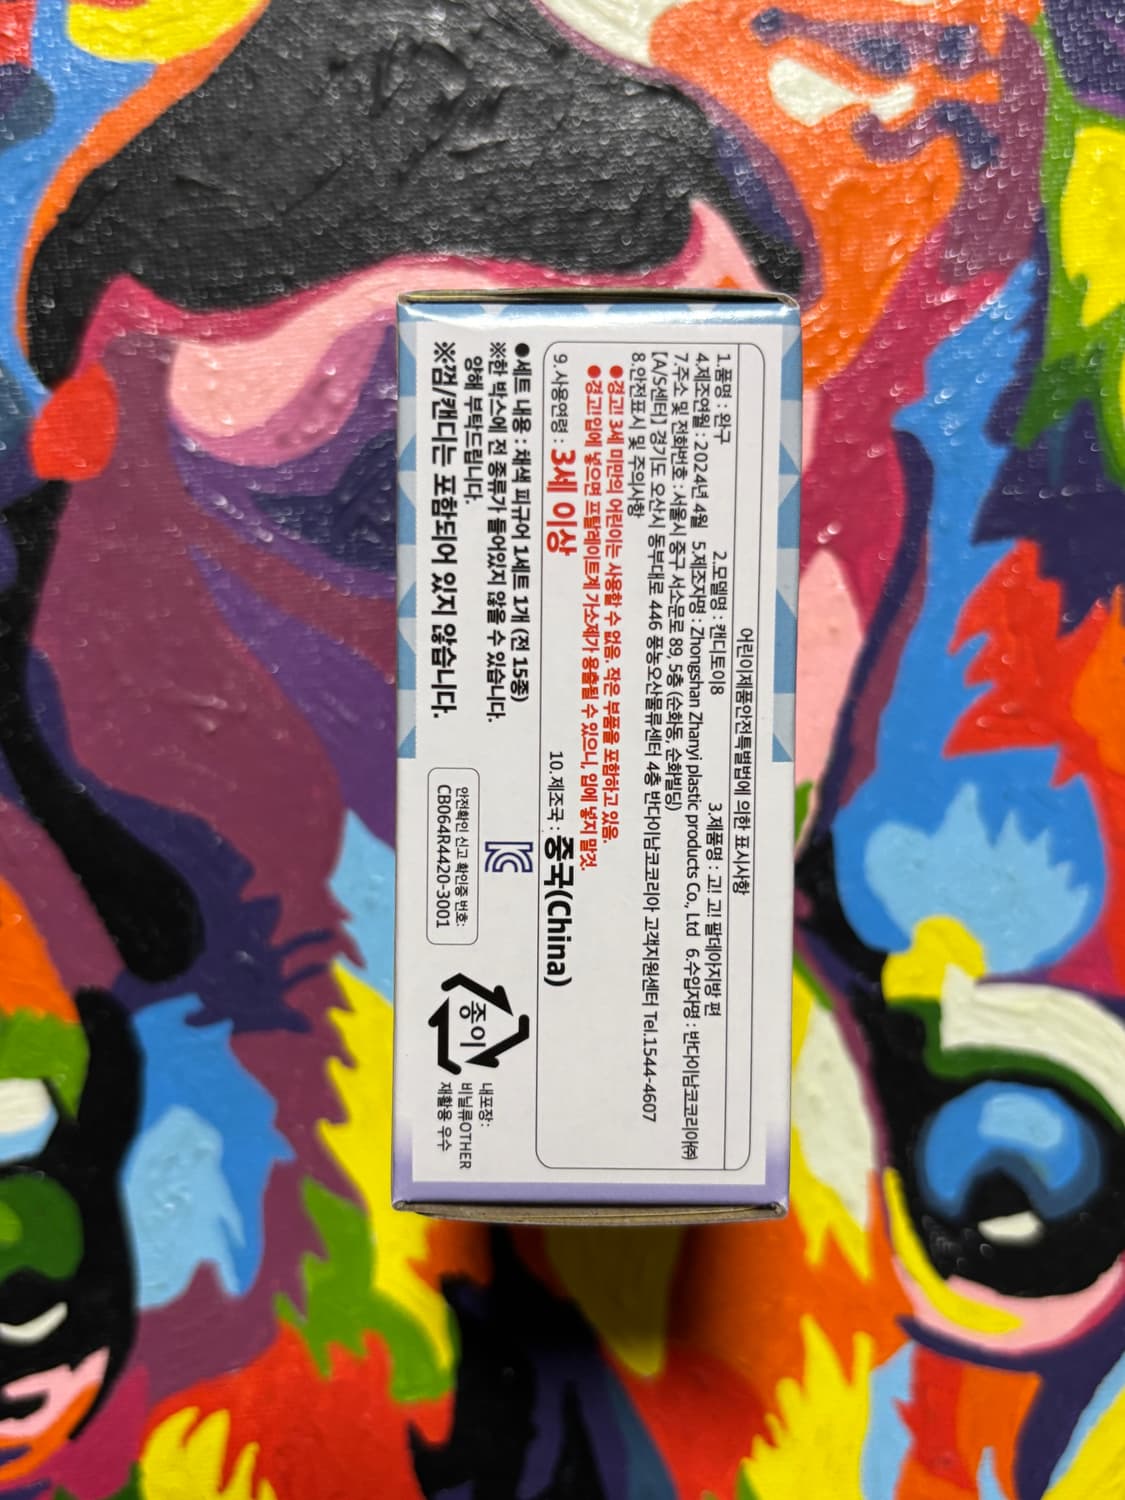 어린이제품안전특별법에 의한 표시사항
1.품명 : 완구 2.모델명 : 캔디토이8 3.제품명 : 고! 고! 팔데아지방 편
4.제조연월 : 2024년 4월 5.제조자명 : Zhongshan Zhanyi plastic products Co., Ltd 6.수입자명 : 반다이남코코리아㈜
7.주소 및 전화번호 : 서울시 중구 서소문로 89, 5층 (순화동, 순화빌딩)
[A/S센터] 경기도 오산시 동부대로 446 풍농오산물류센터 4층 반다이남코코리아 고객지원센터 Tel.1544-4607
8.안전표시 및 주의사항
●경고! 3세 미만의 어린이는 사용할 수 없음. 작은 부품을 포함하고 있음.
●경고!입에 넣으면 프탈레이트계 가소제가 용출될 수 있으니, 입에 넣지 말것.
9.사용연령 : 3세 이상 10.제조국 : 중국(China)
●세트 내용 : 채색 피규어 1세트 1개 (전 15종)
※한 박스에 전 종류가 들어있지 않을 수 있습니다.
양해 부탁드립니다.
※껌/캔디는 포함되어 있지 않습니다.
안전확인 신고 확인증 번호:
CB064R4420-3001
종이
내포장:
비닐류OTHER
재활용 우수